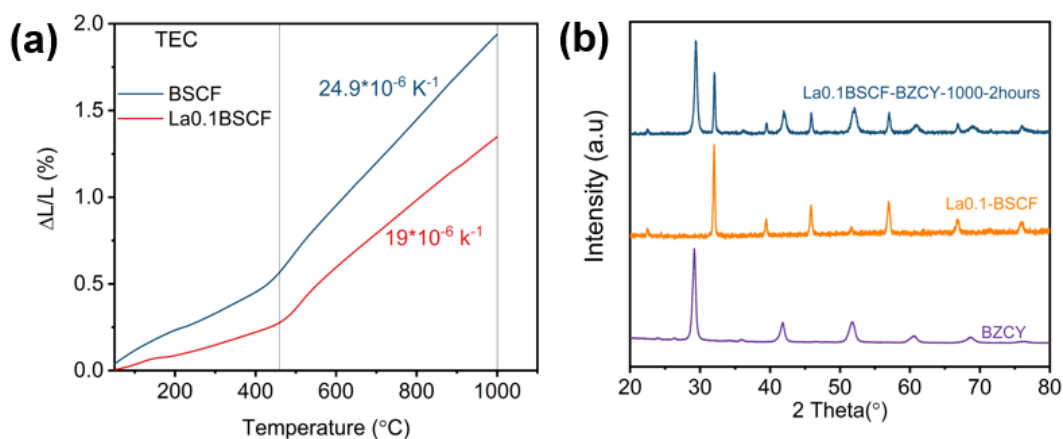 (a)
TEC
BSCF
La0.1BSCF
24.9*10⁻⁶ K⁻¹
19*10⁻⁶ k⁻¹
2.0
1.5
1.0
0.5
0.0
ΔL/L (%)
200 400 600 800 1000
Temperature (°C)
(b)
La0.1BSCF-BZCY-1000-2hours
La0.1-BSCF
BZCY
Intensity (a.u)
20 30 40 50 60 70 80
2 Theta(°)